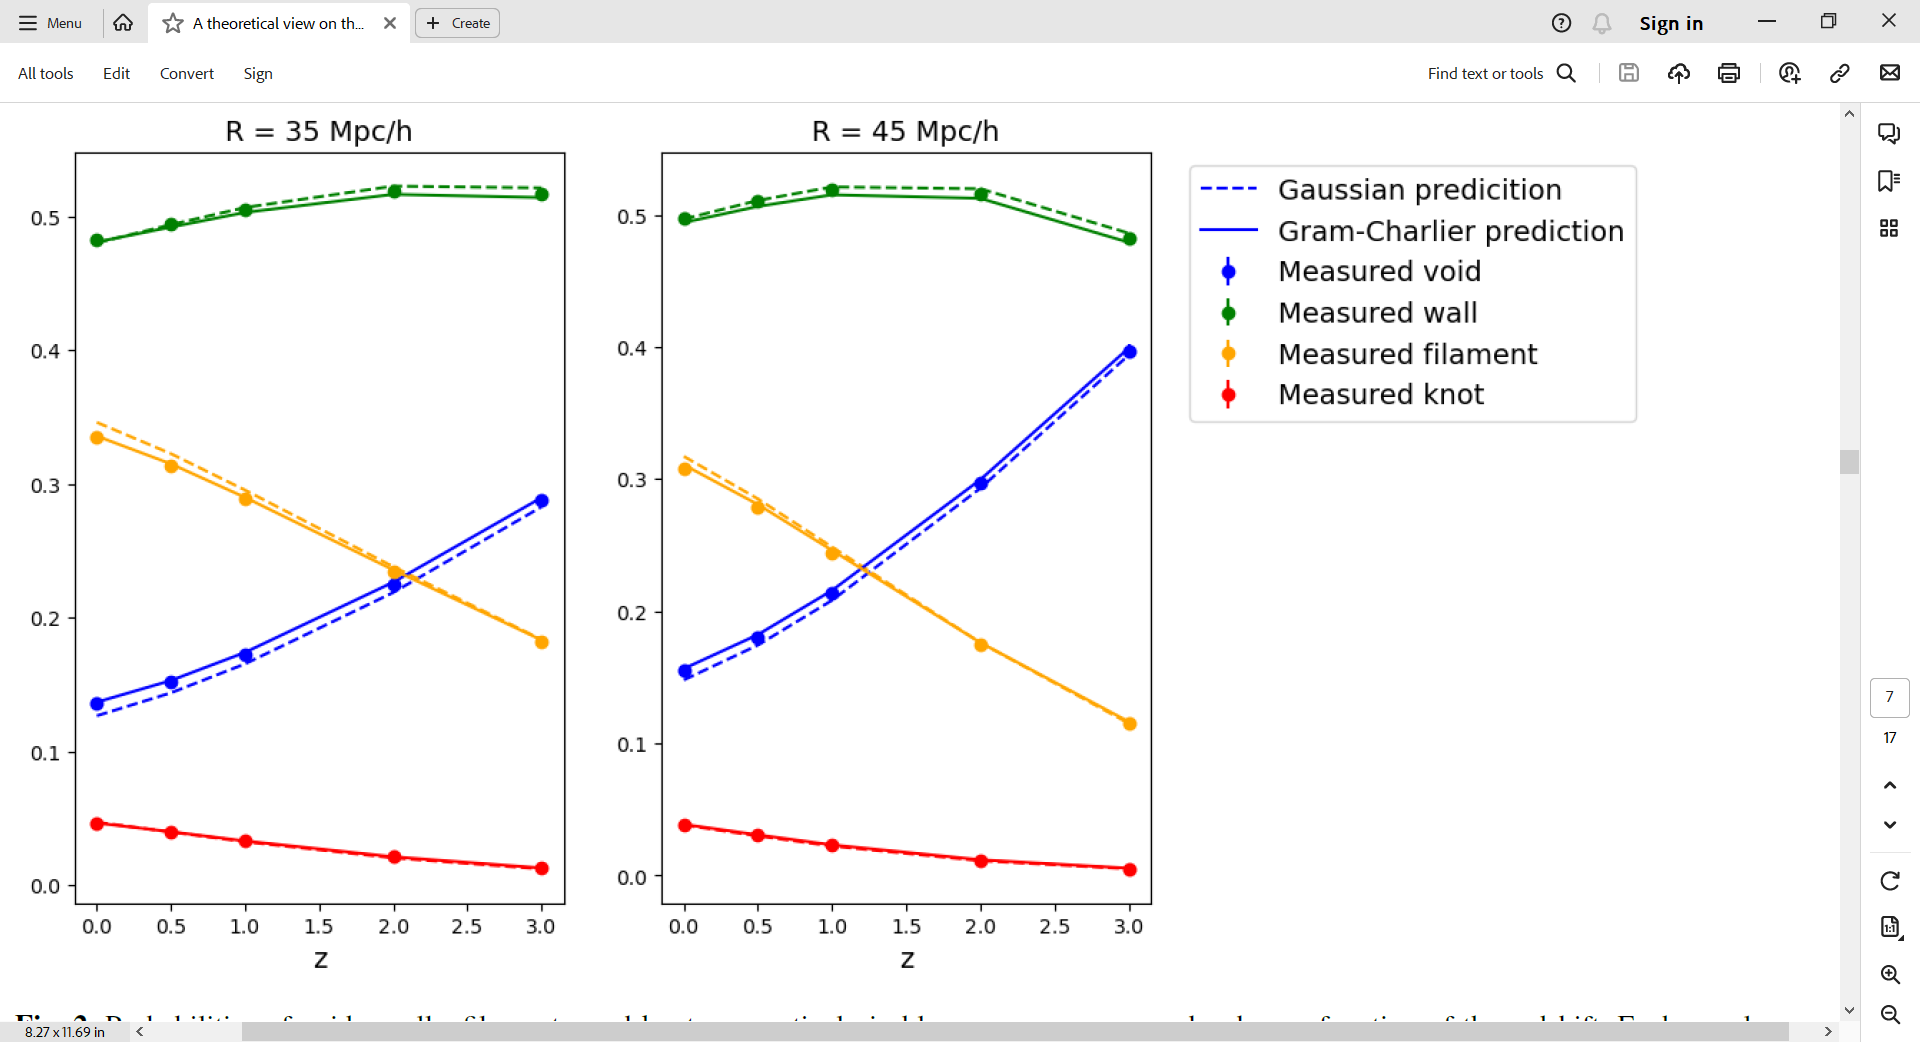 Menu
A theoretical view on th...
Create
Sign in
All tools
Edit
Convert
Sign
Find text or tools
R = 35 Mpc/h
0.5
0.4
0.3
0.2
0.1
0.0
0.0 0.5 1.0 1.5 2.0 2.5 3.0
z
R = 45 Mpc/h
0.5
0.4
0.3
0.2
0.1
0.0
0.0 0.5 1.0 1.5 2.0 2.5 3.0
z
Gaussian predicition
Gram-Charlier prediction
Measured void
Measured wall
Measured filament
Measured knot
7
17
8.27 x 11.69 in